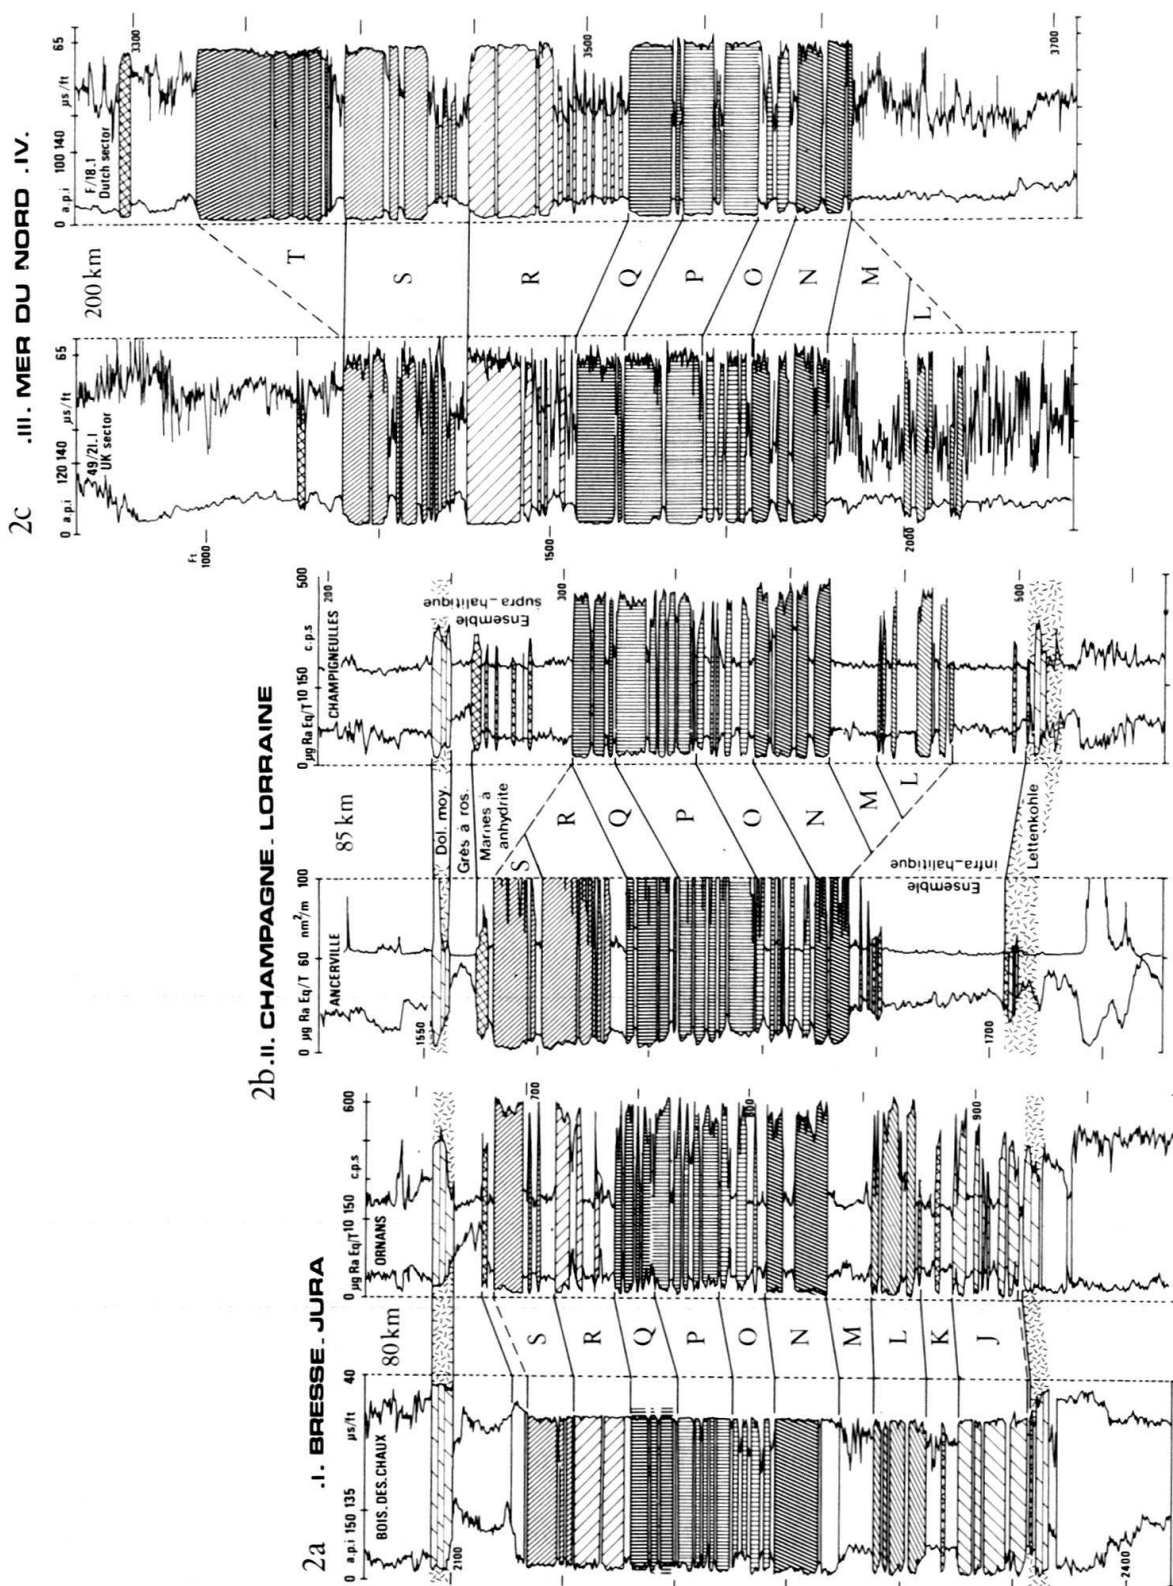 2a .I. BRESSE_JURA
80 km
BOIS.DES.CHAUX
0 a.p.i 150 135 µs/ft 40
2100
2400
S
R
Q
P
O
N
M
L
K
J
ORNANS
0 µg Ra Eq/T 10 150 c.p.s 600
700
800
900
2b.II. CHAMPAGNE_LORRAINE
85 km
ANCERVILLE
0 µg Ra Eq/T 60 nm²/m 100
1550
1700
Dol. moy.
Grès à ros.
Marnes à
anhydrite
S
R
Q
P
O
N
M
L
Ensemble
infra-halitique
Lettenkohle
CHAMPIGNEULLES
0 µg Ra Eq/T 10 150 c.p.s 500
200
300
500
Ensemble
supra-halitique
2c .III. MER DU NORD .IV.
200 km
49/21.1
UK sector
0 a.p.i 120 140 µs/ft 65
Ft
1000
1500
2000
T
S
R
Q
P
O
N
M
L
F/18.1
Dutch sector
0 a.p.i 100 140 µs/ft 65
3300
3500
3700